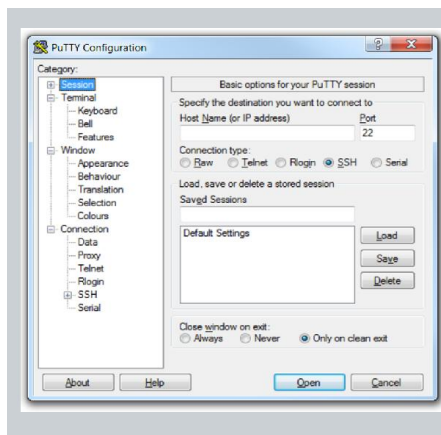 PuTTY Configuration
Category:
Session
Terminal
Keyboard
Bell
Features
Window
Appearance
Behaviour
Translation
Selection
Colours
Connection
Data
Proxy
Telnet
Rlogin
SSH
Serial
Basic options for your PuTTY session
Specify the destination you want to connect to
Host Name (or IP address) Port
22
Connection type:
Raw Telnet Rlogin SSH Serial
Load, save or delete a stored session
Saved Sessions
Default Settings
Load
Save
Delete
Close window on exit:
Always Never Only on clean exit
About Help Open Cancel